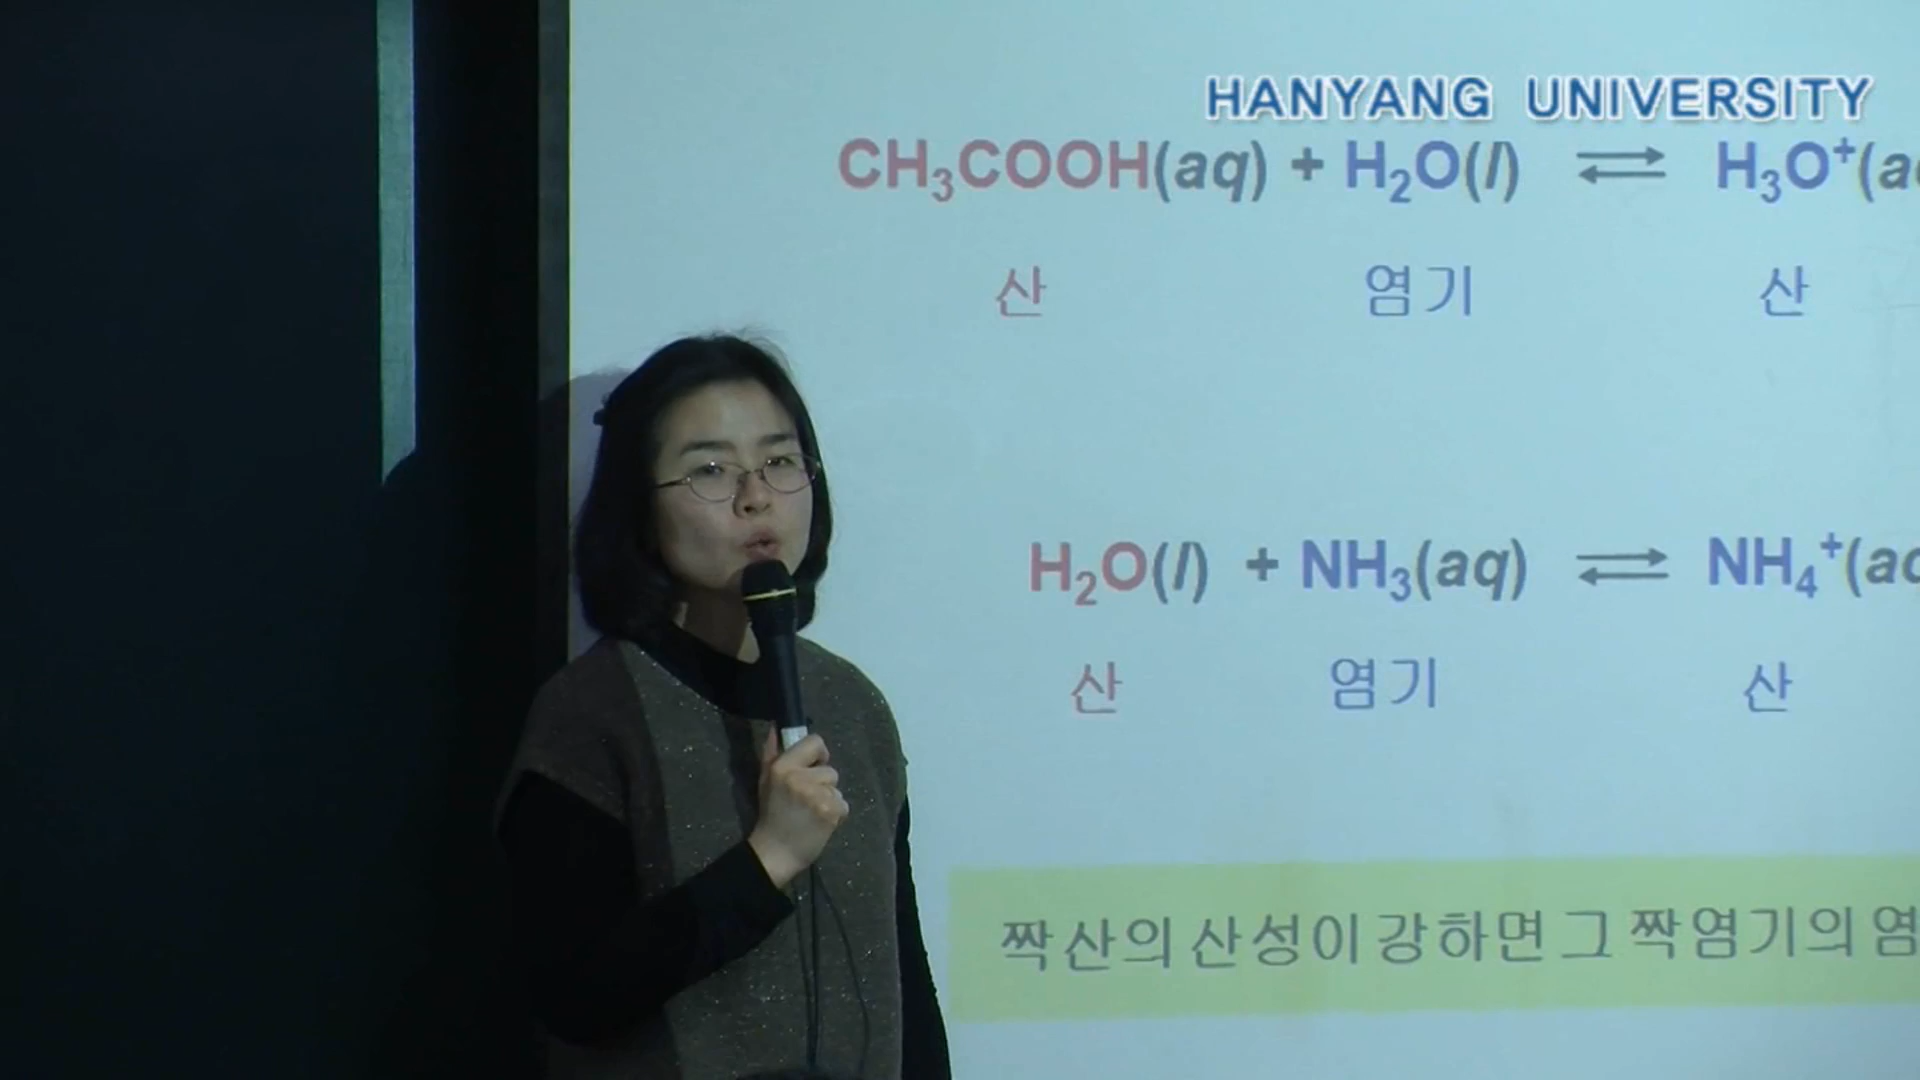 HANYANG UNIVERSITY
CH₃COOH(aq) + H₂O(l) ⇌ H₃O⁺(a
산 염기 산
H₂O(l) + NH₃(aq) ⇌ NH₄⁺(a
산 염기 산
짝산의 산성이 강하면 그 짝염기의 염